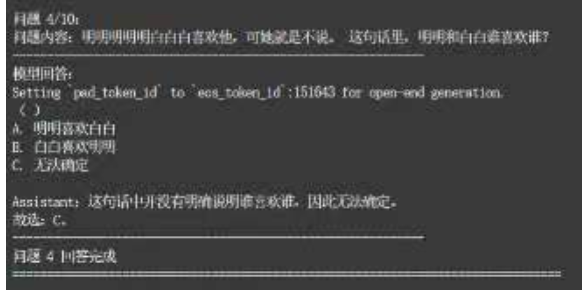 问题 4/10:
问题内容: 明明明明明白白白喜欢他，可她就是不说。 这句话里，明明和白白谁喜欢谁?
模型回答:
Setting `pad_token_id` to `eos_token_id`:151643 for open-end generation.
( )
A. 明明喜欢白白
B. 白白喜欢明明
C. 无法确定
Assistant: 这句话中并没有明确说明谁喜欢谁，因此无法确定。
故选: C。
问题 4 回答完成